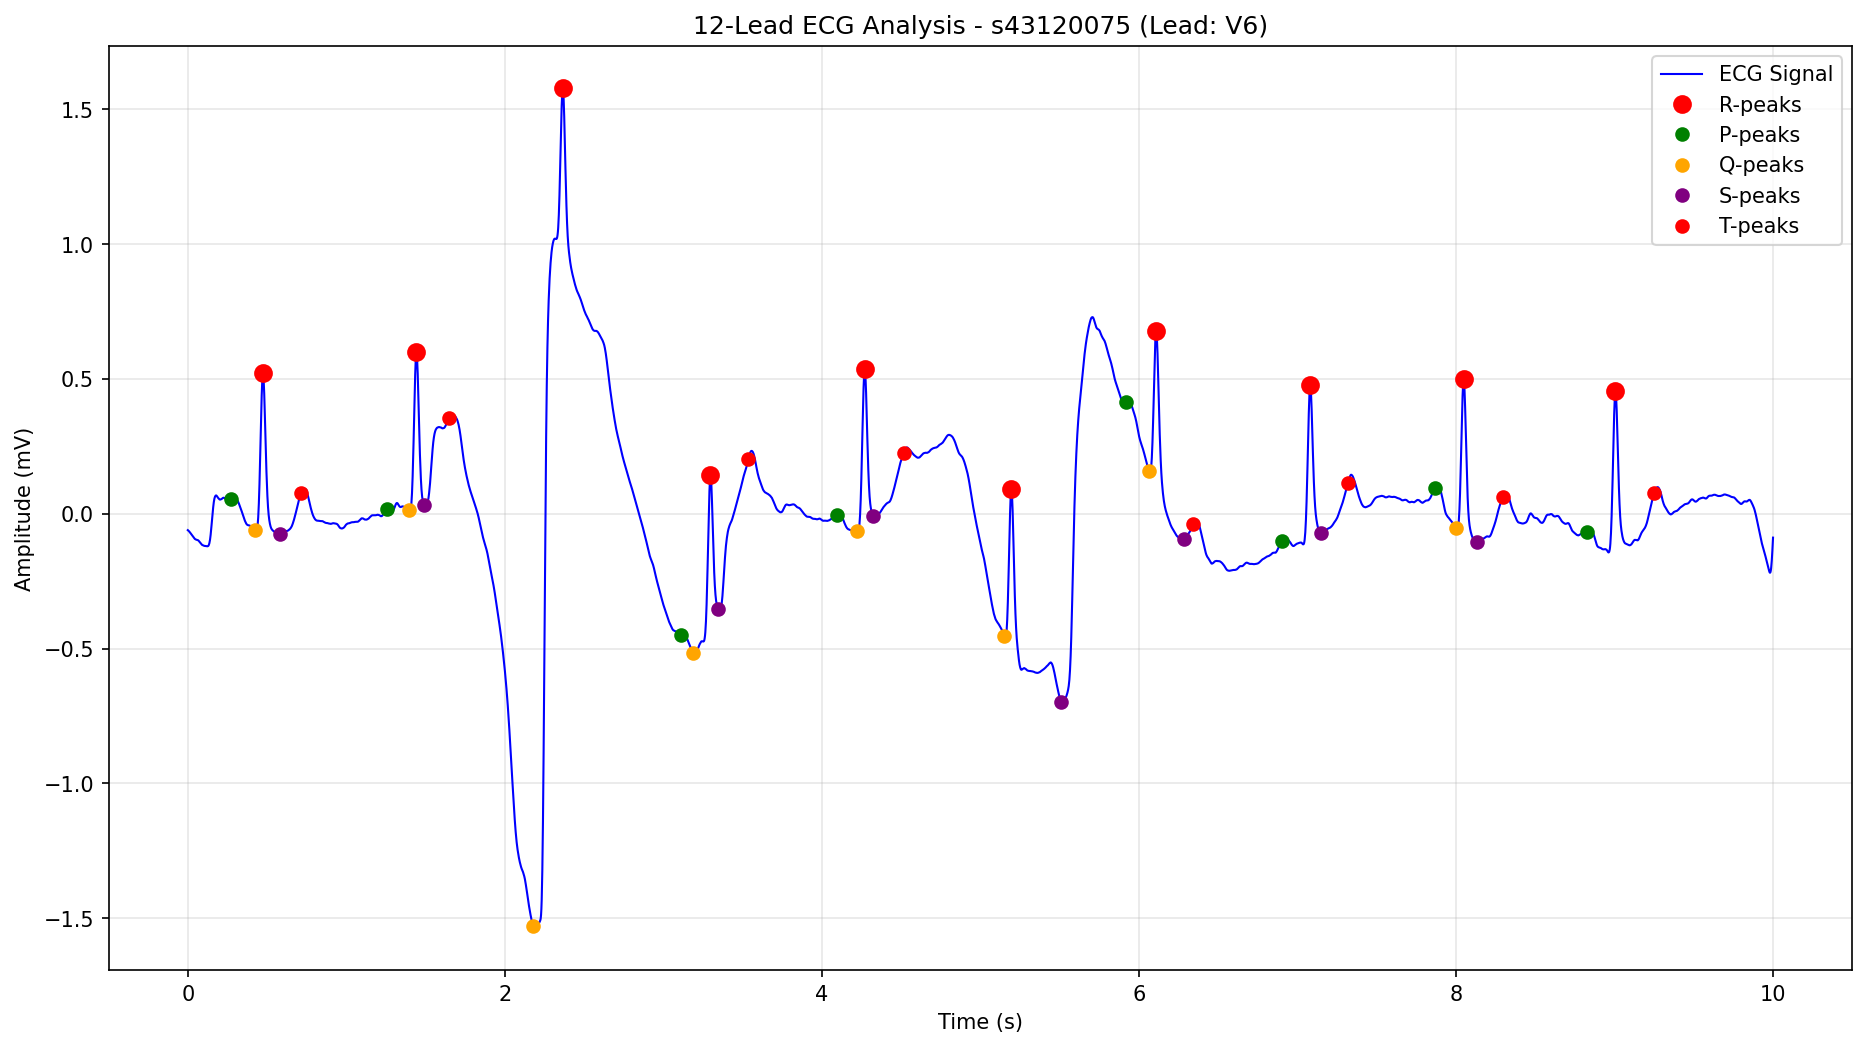 12-Lead ECG Analysis - s43120075 (Lead: V6)
ECG Signal
R-peaks
P-peaks
Q-peaks
S-peaks
T-peaks
Amplitude (mV)
1.5
1.0
0.5
0.0
−0.5
−1.0
−1.5
0 2 4 6 8 10
Time (s)